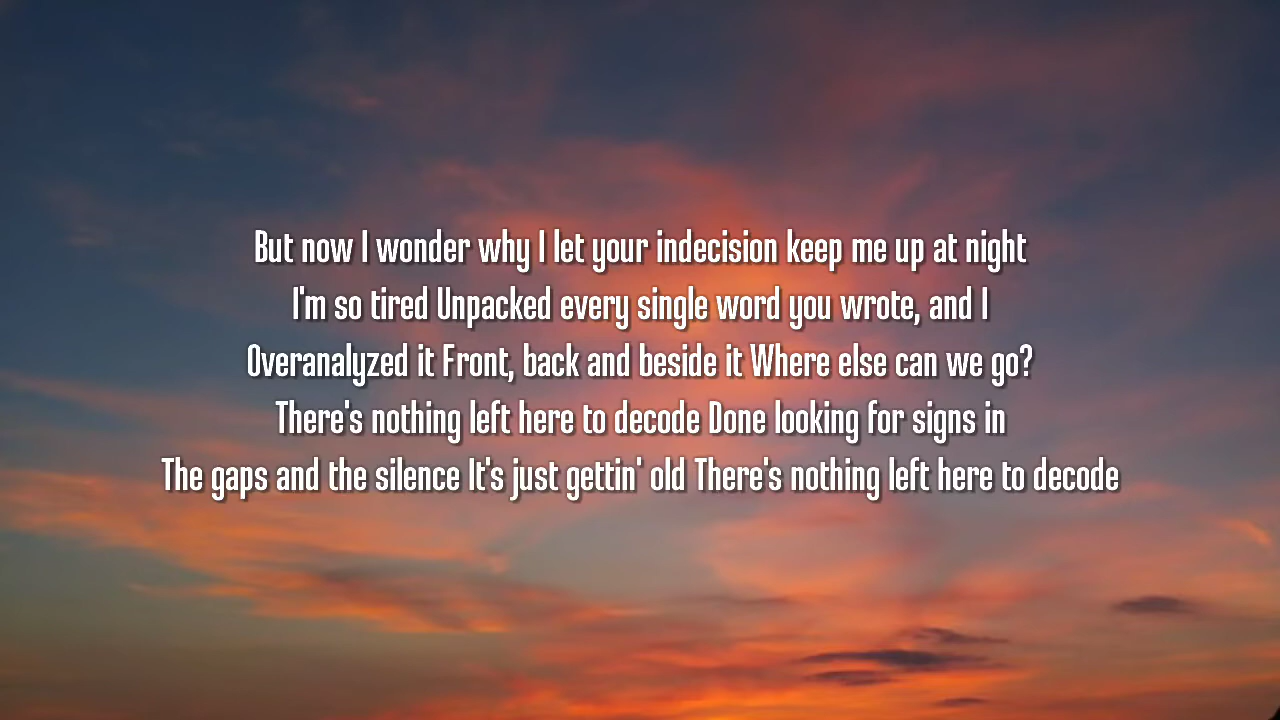 But now I wonder why I let your indecision keep me up at night
I'm so tired Unpacked every single word you wrote, and I
Overanalyzed it Front, back and beside it Where else can we go?
There's nothing left here to decode Done looking for signs in
The gaps and the silence It's just gettin' old There's nothing left here to decode